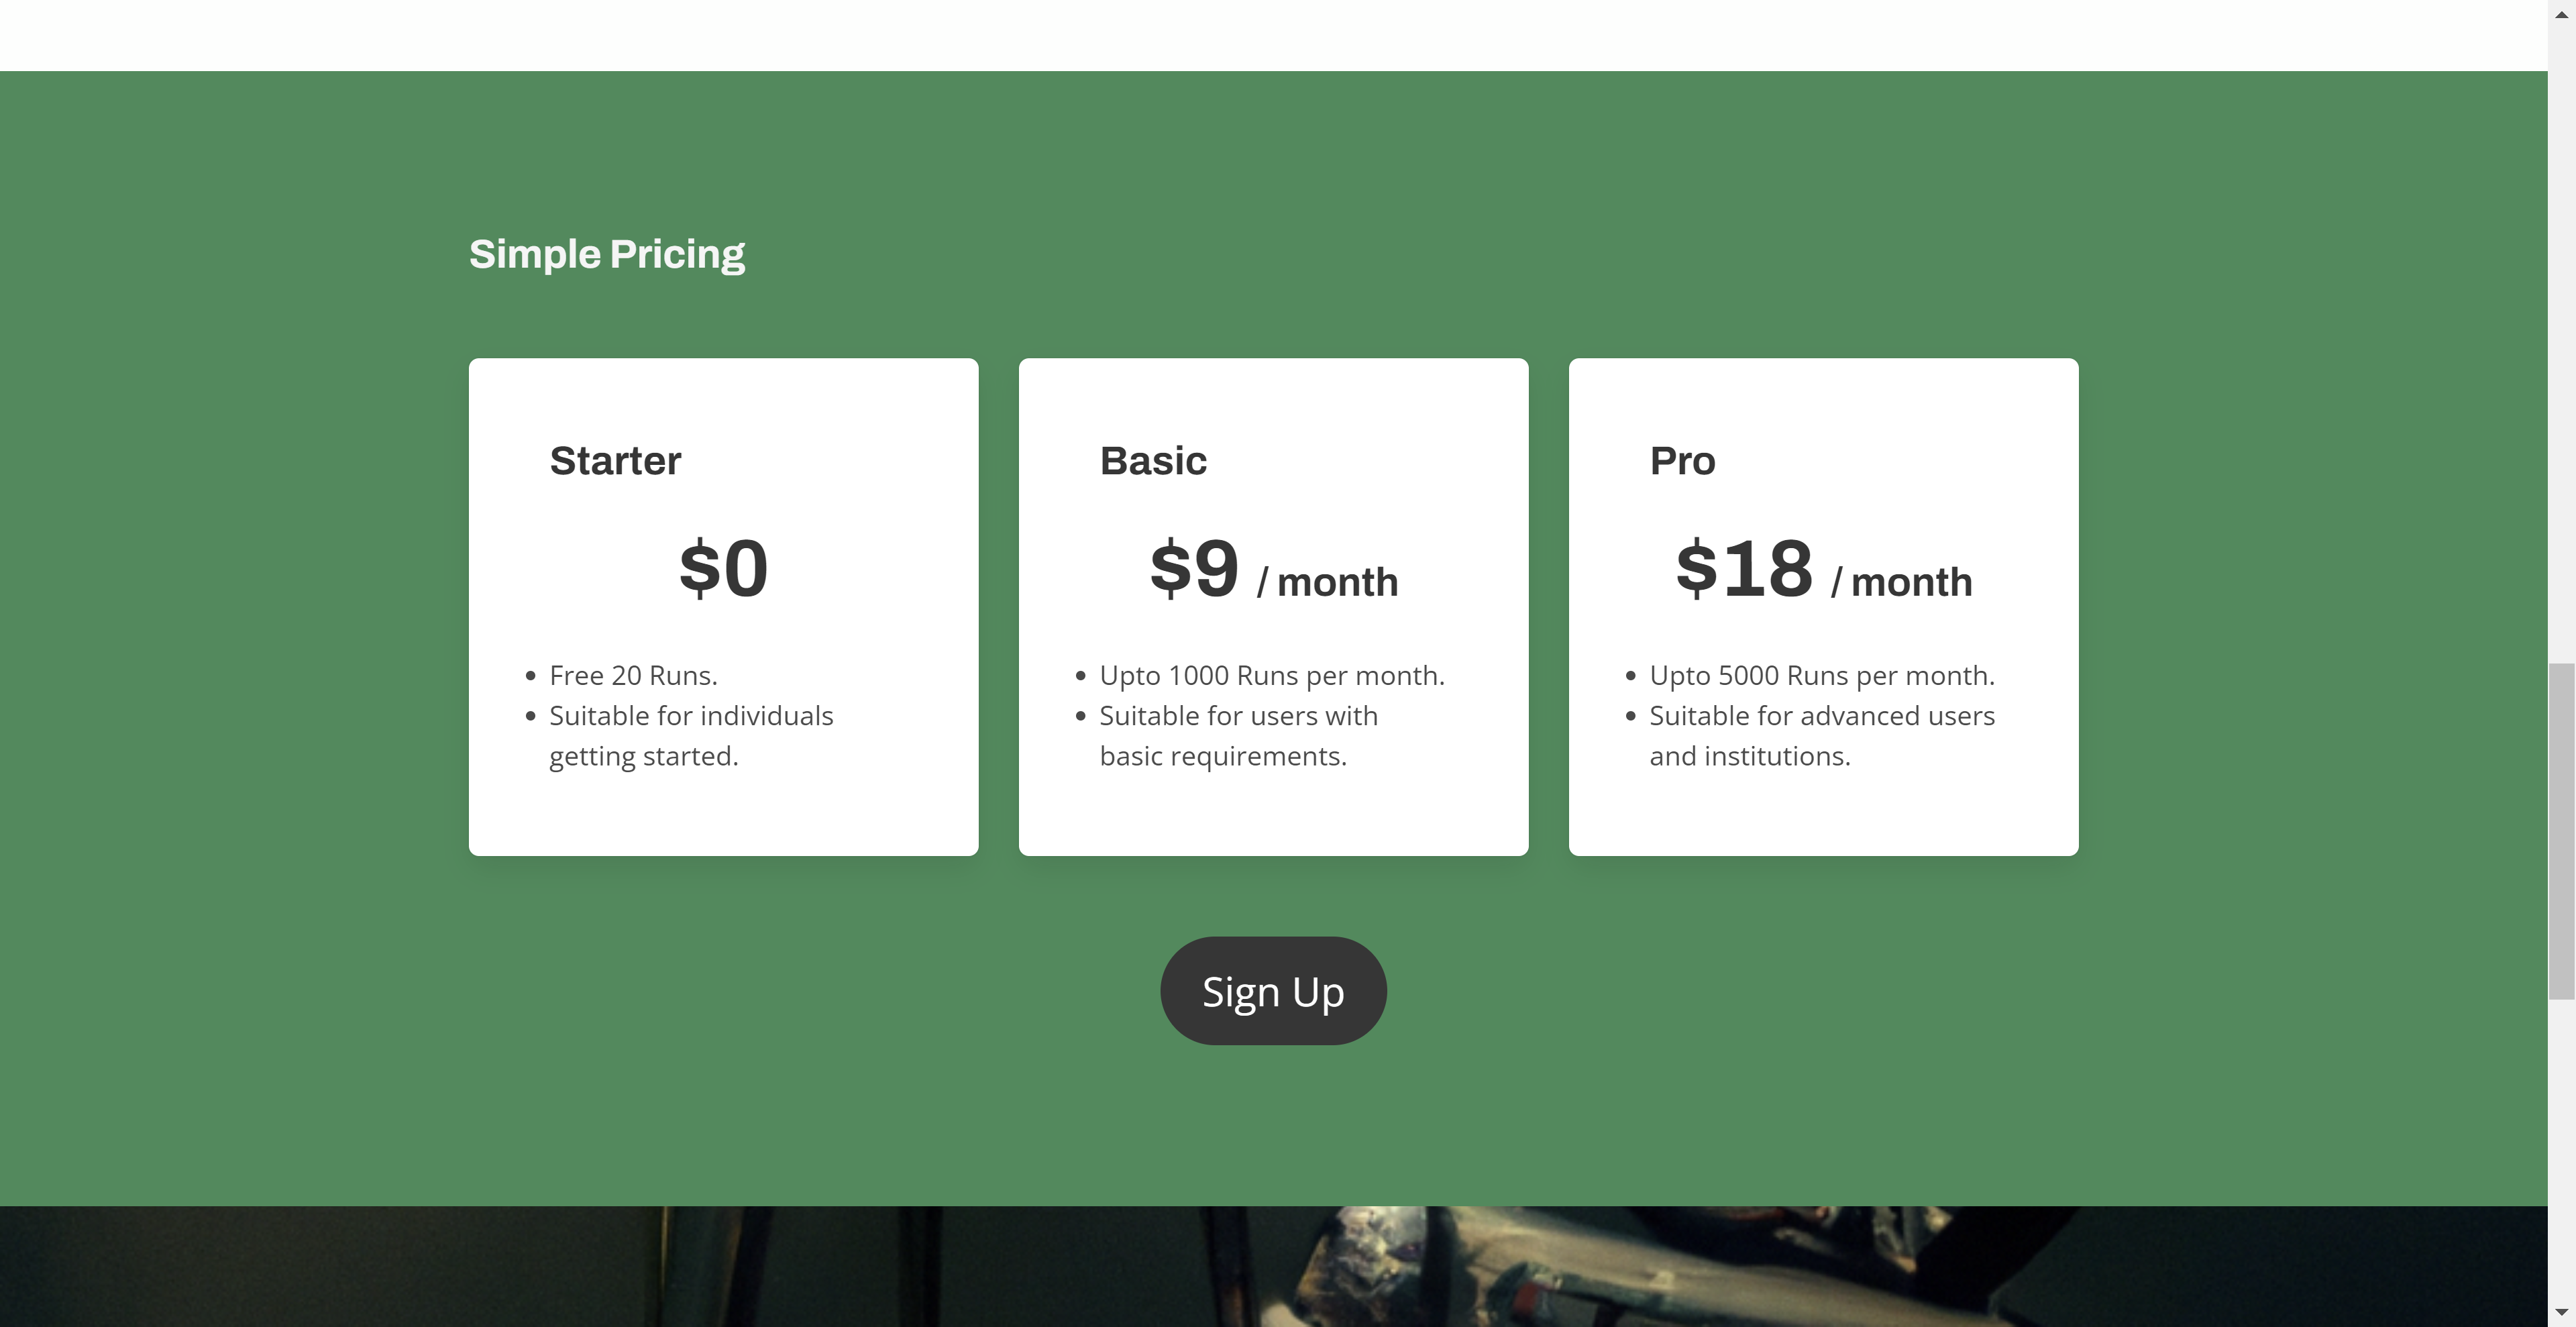 Simple Pricing
Starter
$0
Free 20 Runs.
Suitable for individuals
getting started.
Basic
$9 / month
Upto 1000 Runs per month.
Suitable for users with
basic requirements.
Pro
$18 / month
Upto 5000 Runs per month.
Suitable for advanced users
and institutions.
Sign Up